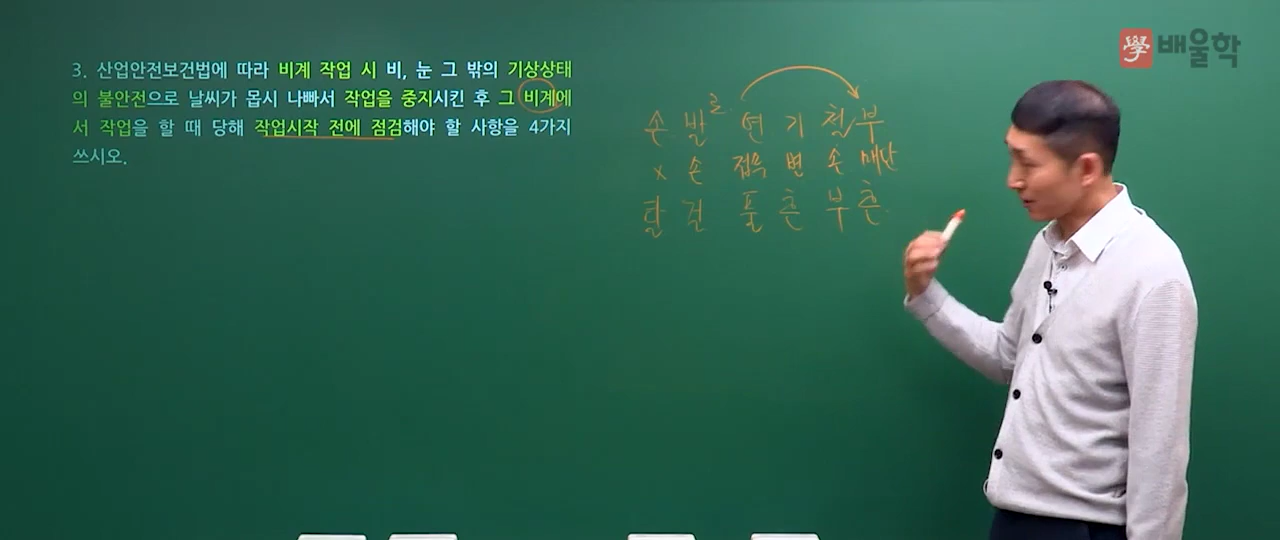 學 배울학
3. 산업안전보건법에 따라 비계 작업 시 비, 눈 그 밖의 기상상태
의 불안전으로 날씨가 몹시 나빠서 작업을 중지시킨 후 그 비계에
서 작업을 할 때 당해 작업시작 전에 점검해야 할 사항을 4가지
쓰시오.
손 발 연 기 철 부
x 손 접속 변 손 매단
탈 걸 풀 흔 부 흔